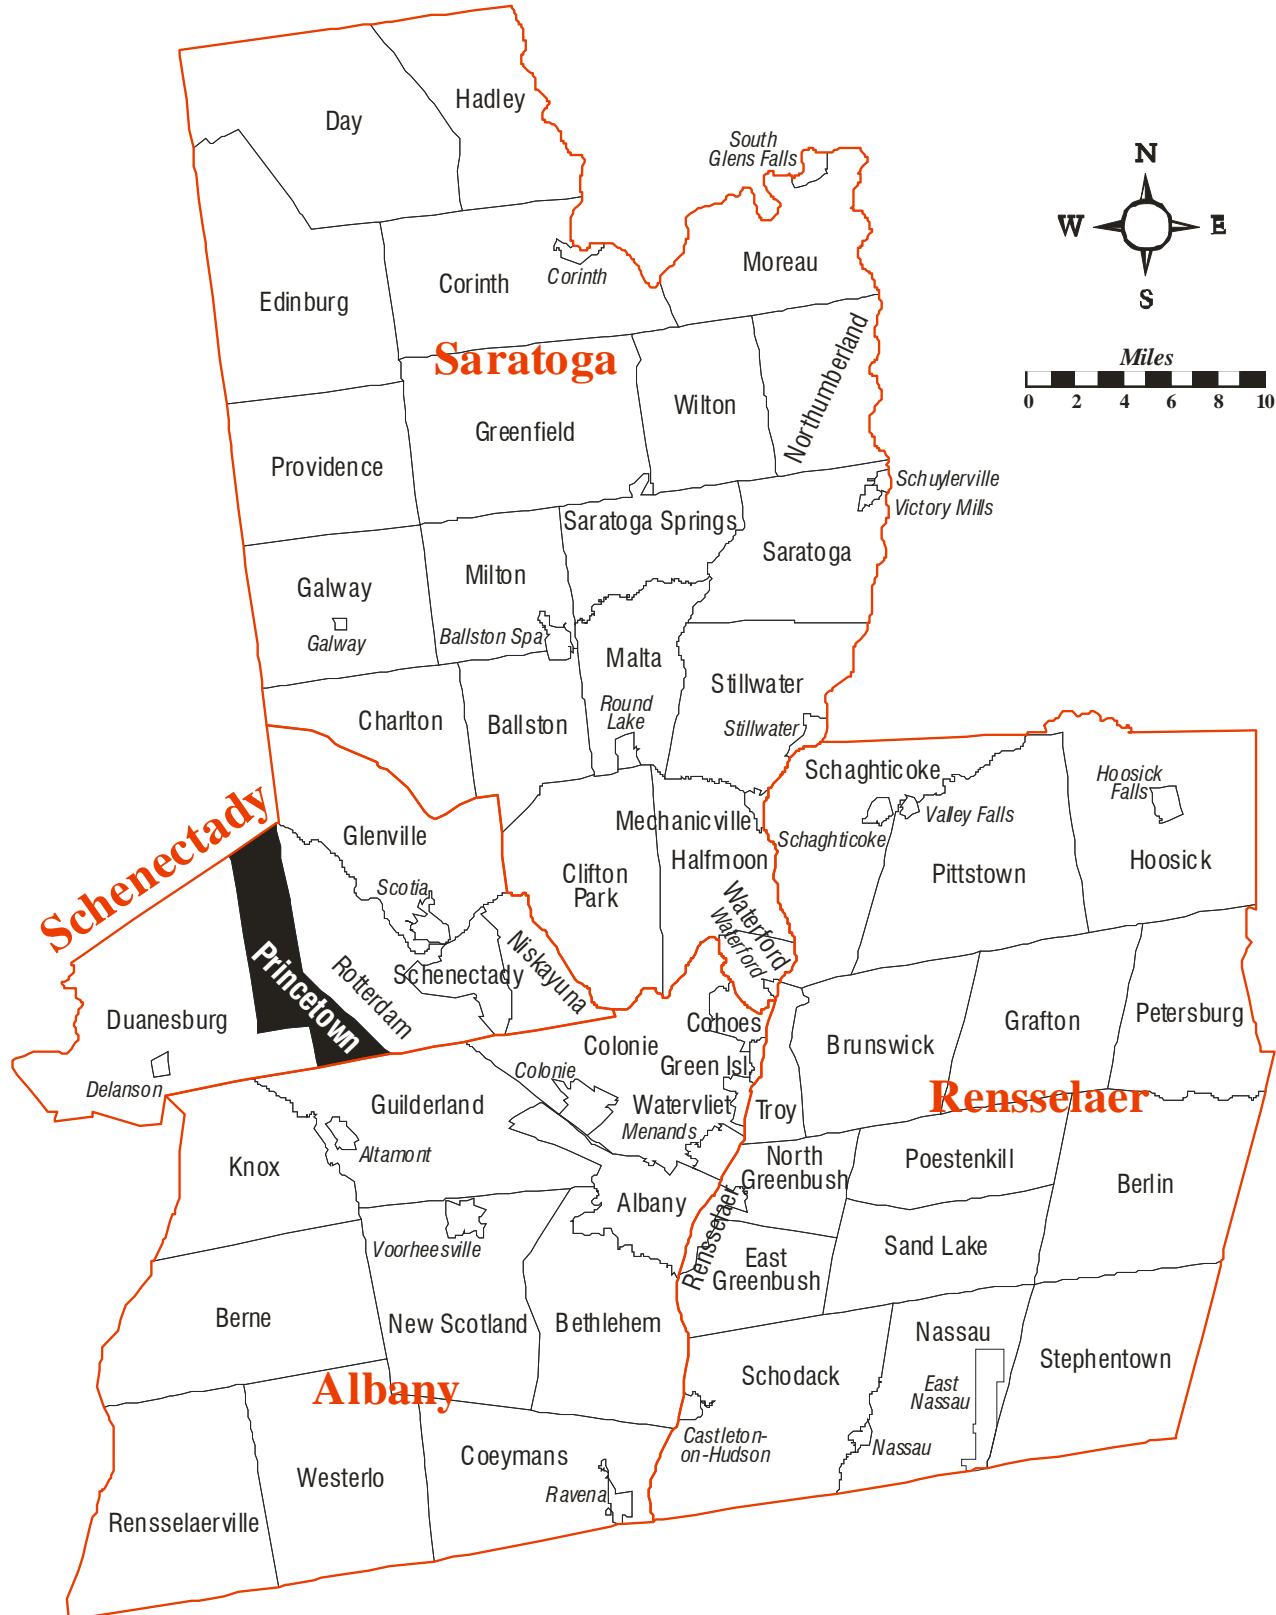 Hadley
Day
South
Glens Falls
N
W
E
S
Moreau
Corinth
Corinth
Edinburg
Saratoga
Northumberland
Miles
0 2 4 6 8 10
Wilton
Greenfield
Providence
Schuylerville
Victory Mills
Saratoga Springs
Saratoga
Milton
Galway
Galway
Ballston Spa
Malta
Stillwater
Round
Lake
Stillwater
Charlton
Ballston
Schaghticoke
Hoosick
Falls
Schenectady
Glenville
Mechanicville
Schaghticoke
Valley Falls
Halfmoon
Hoosick
Clifton
Park
Pittstown
Scotia
Waterford
Waterford
Princetown
Rotterdam
Schenectady
Niskayuna
Duanesburg
Cohoes
Grafton
Petersburg
Colonie
Brunswick
Green Isl.
Delanson
Colonie
Guilderland
Watervliet
Troy
Rensselaer
Menands
Altamont
Knox
North
Greenbush
Poestenkill
Berlin
Albany
Rensselaer
Voorheesville
Sand Lake
East
Greenbush
Berne
New Scotland
Bethlehem
Nassau
Stephentown
Schodack
Albany
East
Nassau
Castleton-
on-Hudson
Nassau
Coeymans
Westerlo
Ravena
Rensselaerville